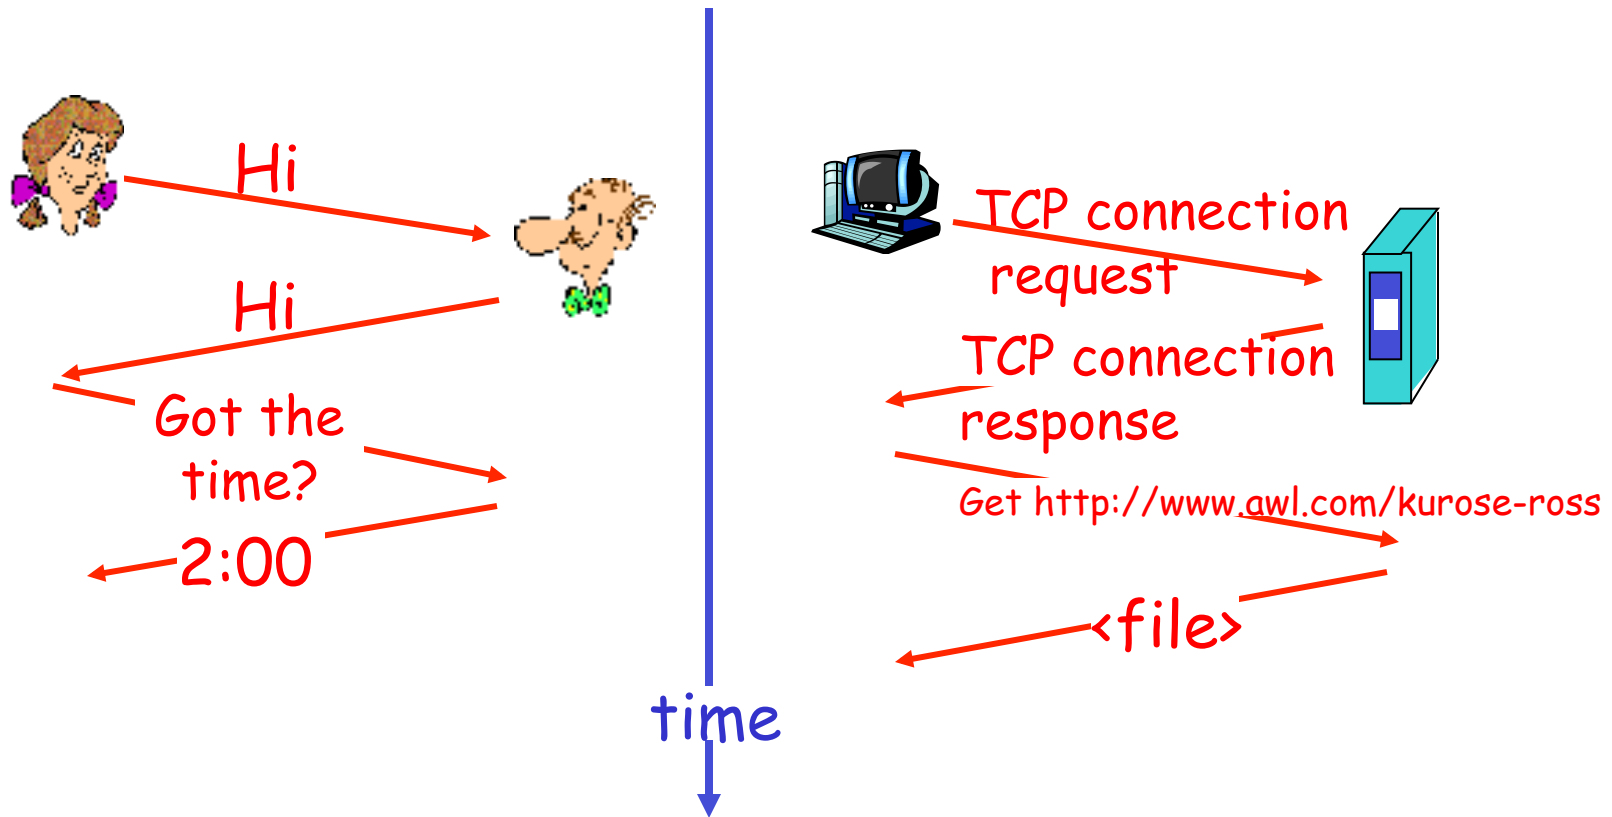 Hi
Hi
Got the
time?
2:00
TCP connection
request
TCP connection
response
Get http://www.awl.com/kurose-ross
<file>
time